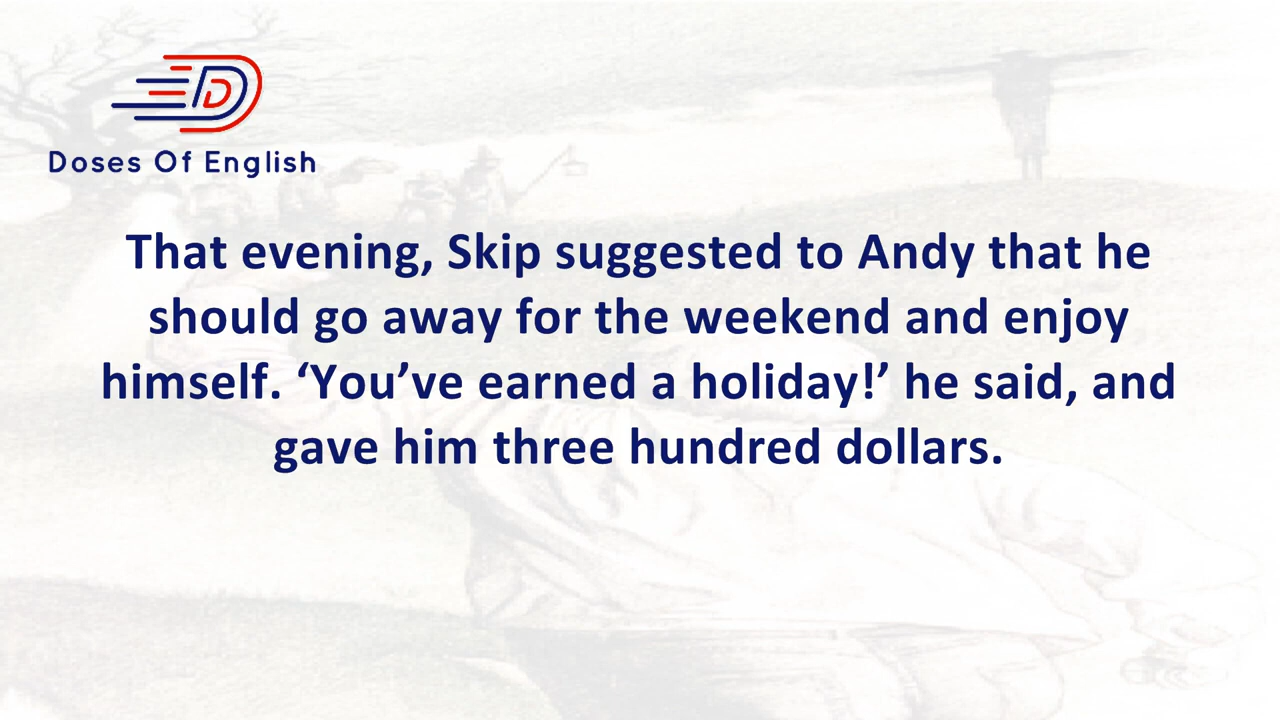 Doses Of English
That evening, Skip suggested to Andy that he
should go away for the weekend and enjoy
himself. ‘You’ve earned a holiday!’ he said, and
gave him three hundred dollars.